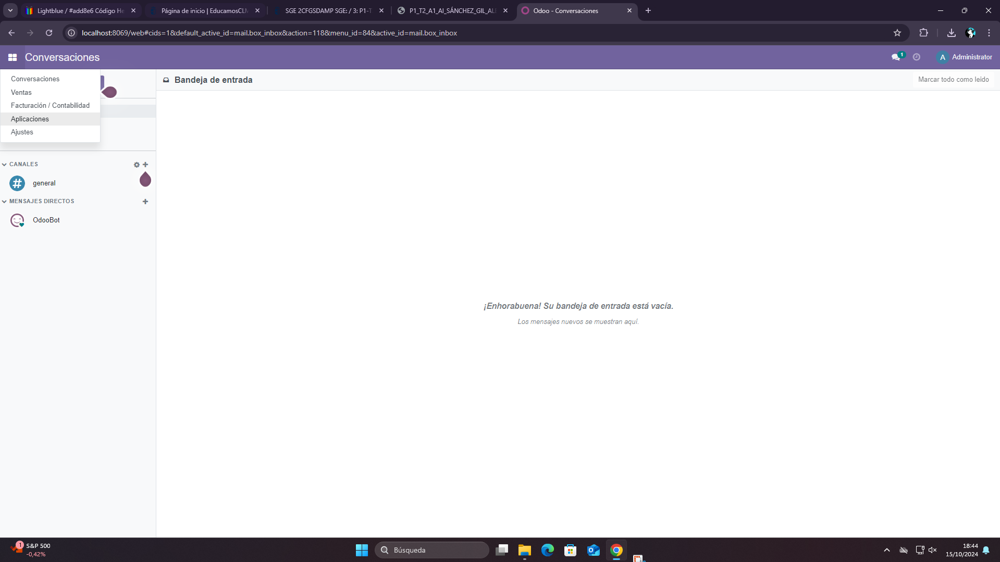 Lightblue / #add8e6 Código He
Página de inicio | EducamosCLM
SGE 2CFGSDAMP SGE: / 3: P1-T
P1_T2_A1_AI_SÁNCHEZ_GIL_ALE
Odoo - Conversaciones
localhost:8069/web#cids=1&default_active_id=mail.box_inbox&action=118&menu_id=84&active_id=mail.box_inbox
Conversaciones
1
A
Administrator
Conversaciones
Ventas
Facturación / Contabilidad
Aplicaciones
Ajustes
Bandeja de entrada
Marcar todo como leido
CANALES
# general
MENSAJES DIRECTOS
OdooBot
¡Enhorabuena! Su bandeja de entrada está vacía.
Los mensajes nuevos se muestran aquí.
1
S&P 500
-0,42%
Búsqueda
18:44
15/10/2024